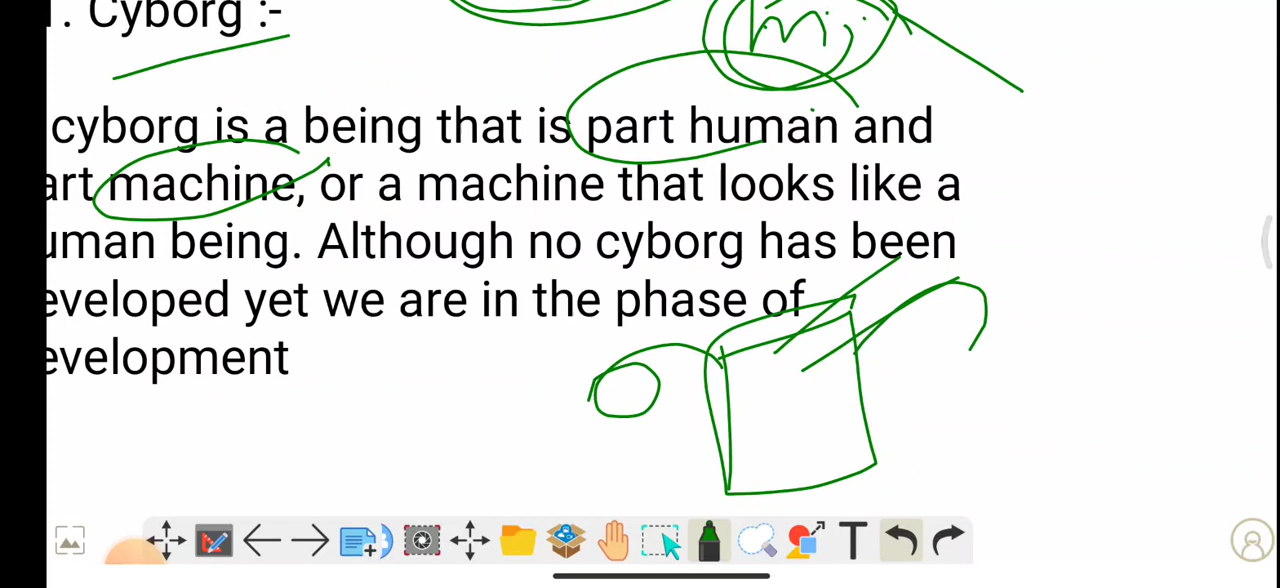 1. Cyborg :-
cyborg is a being that is part human and
art machine, or a machine that looks like a
uman being. Although no cyborg has been
eveloped yet we are in the phase of
evelopment